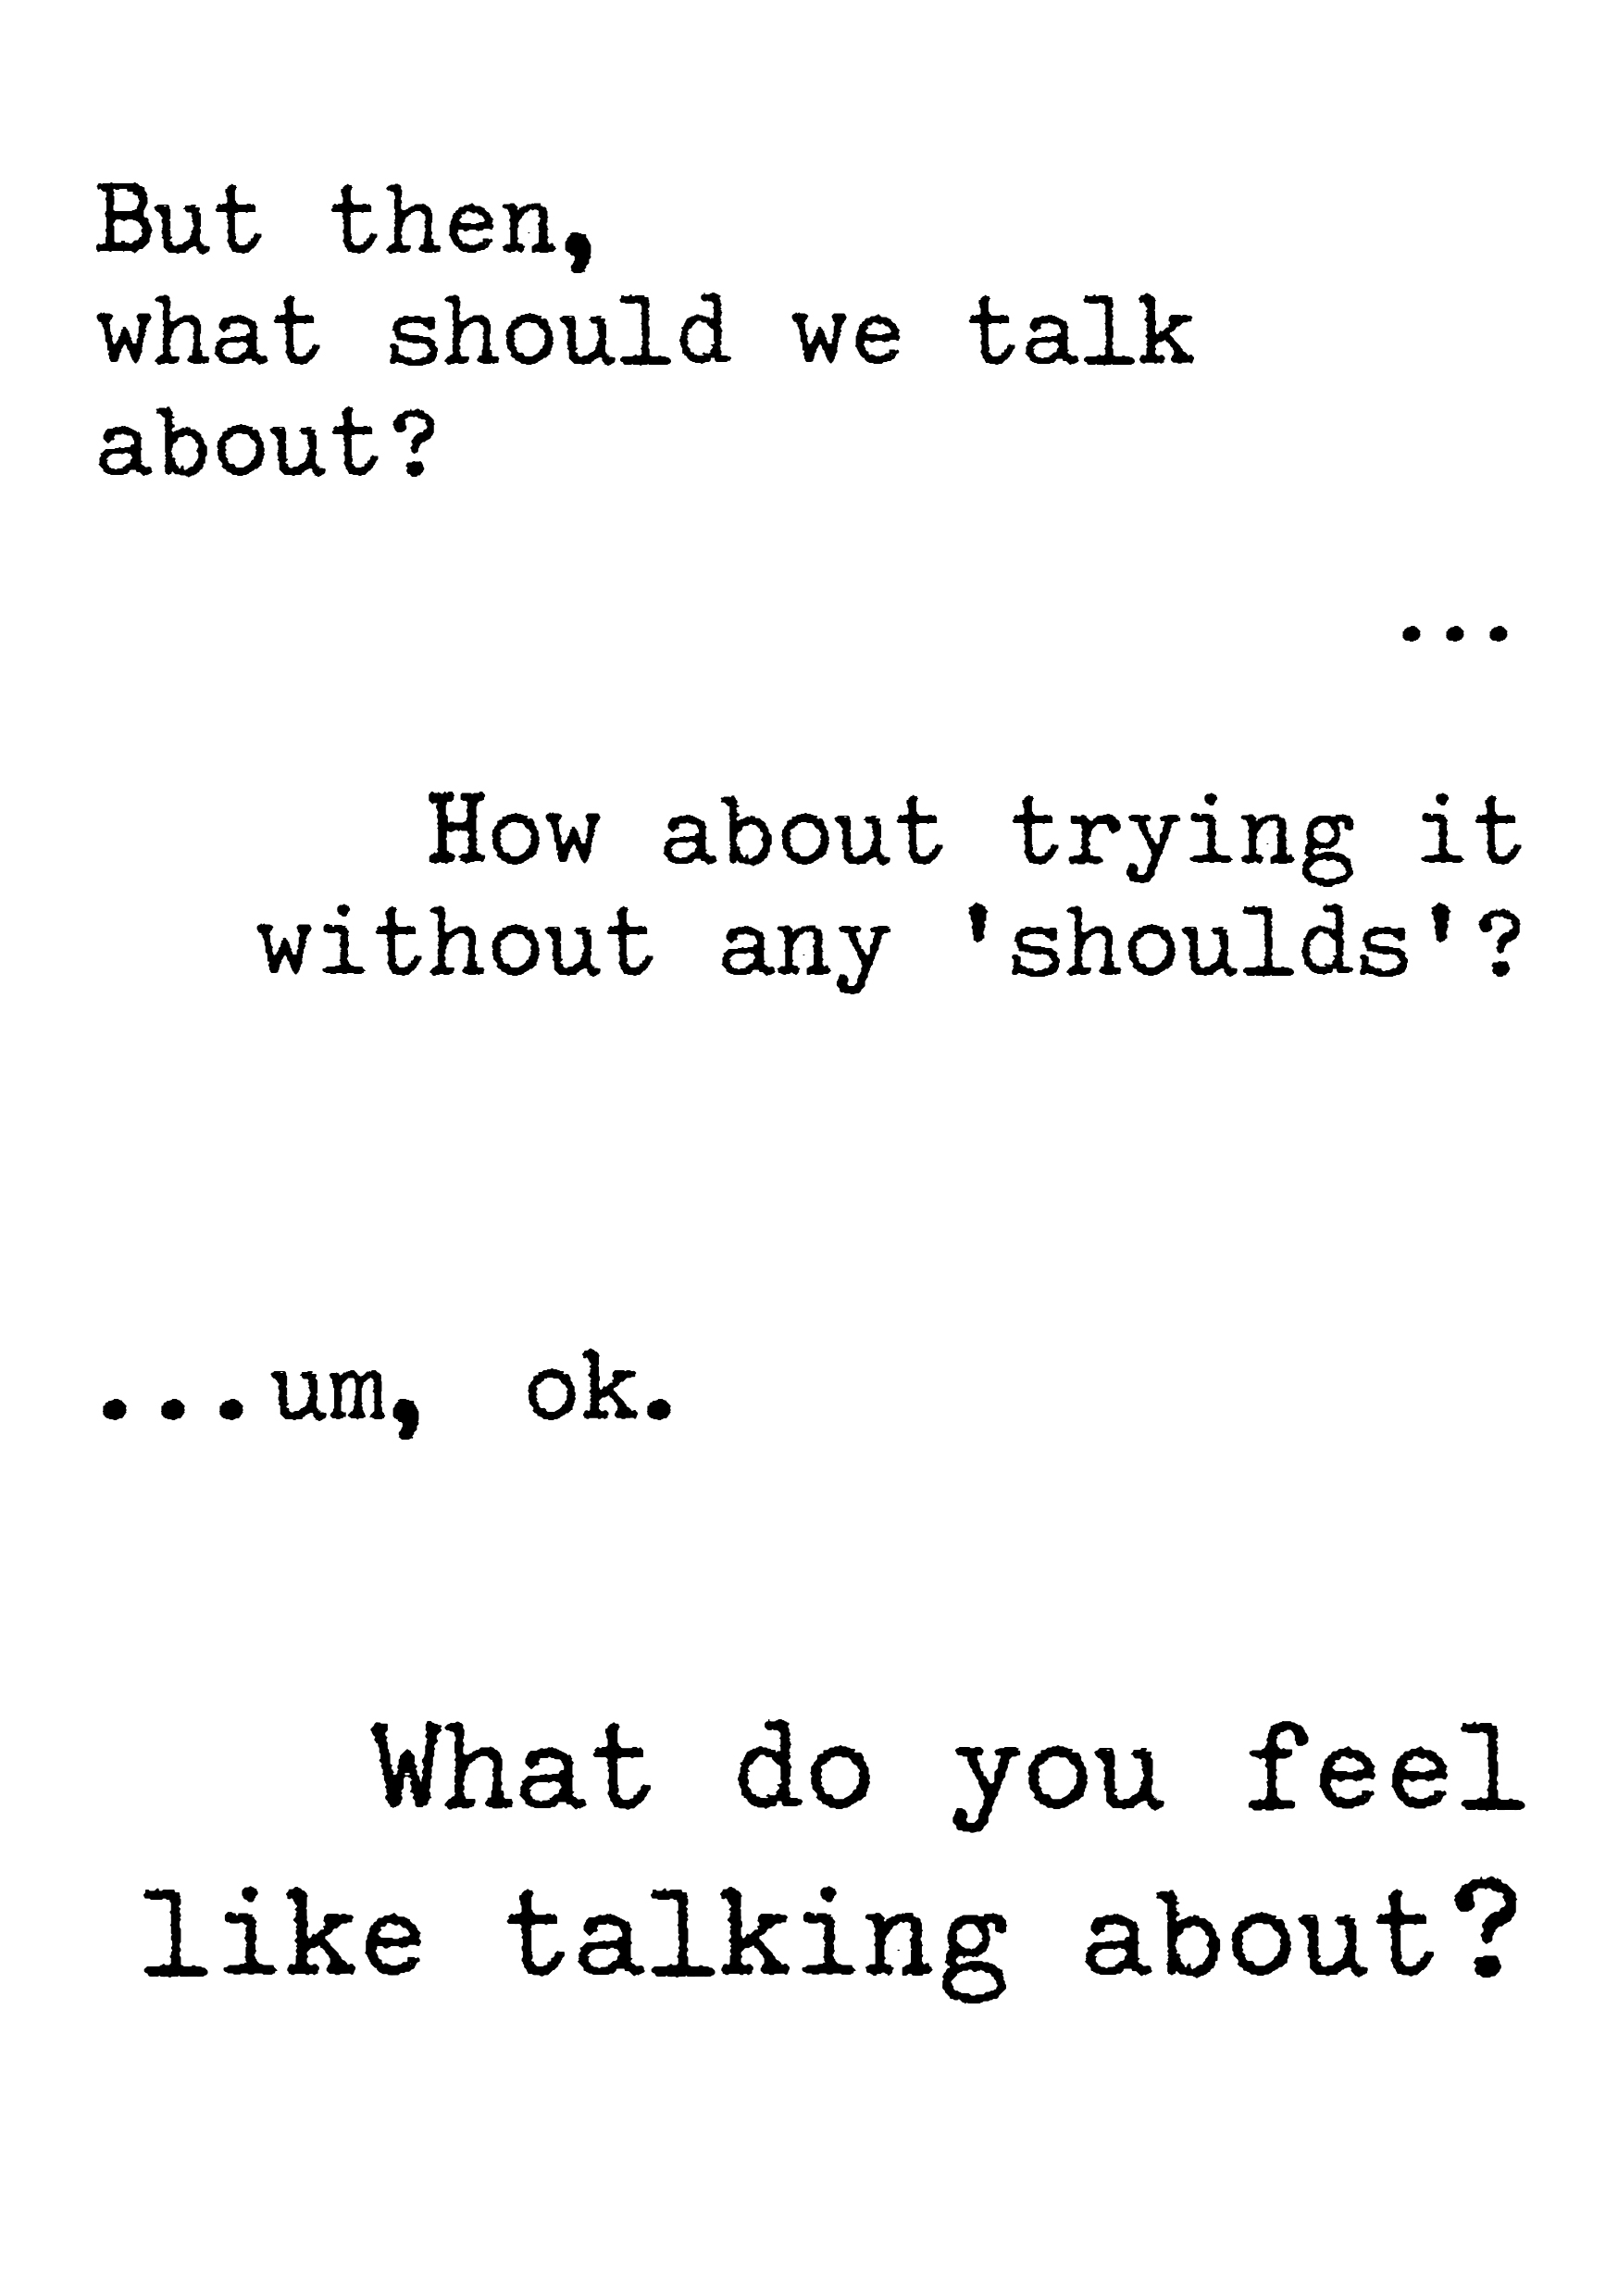 But then,
what should we talk
about?
...
How about trying it
without any 'shoulds'?
...um, ok.
What do you feel
like talking about?